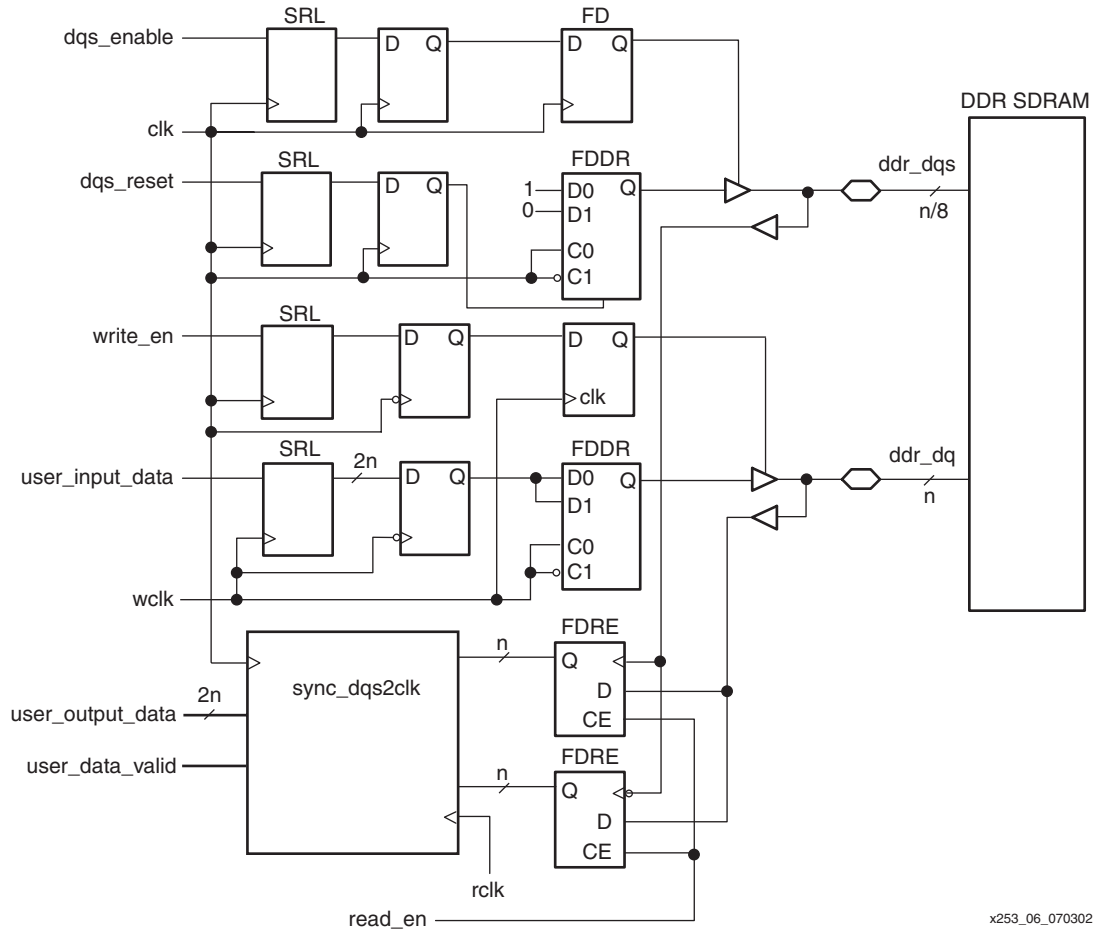 SRL
FD
dqs_enable
D Q
D Q
clk
DDR SDRAM
SRL
FDDR
dqs_reset
D Q
1
D0 Q
0
D1
C0
C1
ddr_dqs
n/8
SRL
write_en
D Q
D Q
clk
SRL
FDDR
user_input_data
2n
D Q
D0 Q
D1
C0
C1
ddr_dq
n
wclk
FDRE
n
Q
D
CE
sync_dqs2clk
2n
user_output_data
FDRE
user_data_valid
n
Q
D
CE
rclk
read_en
x253_06_070302